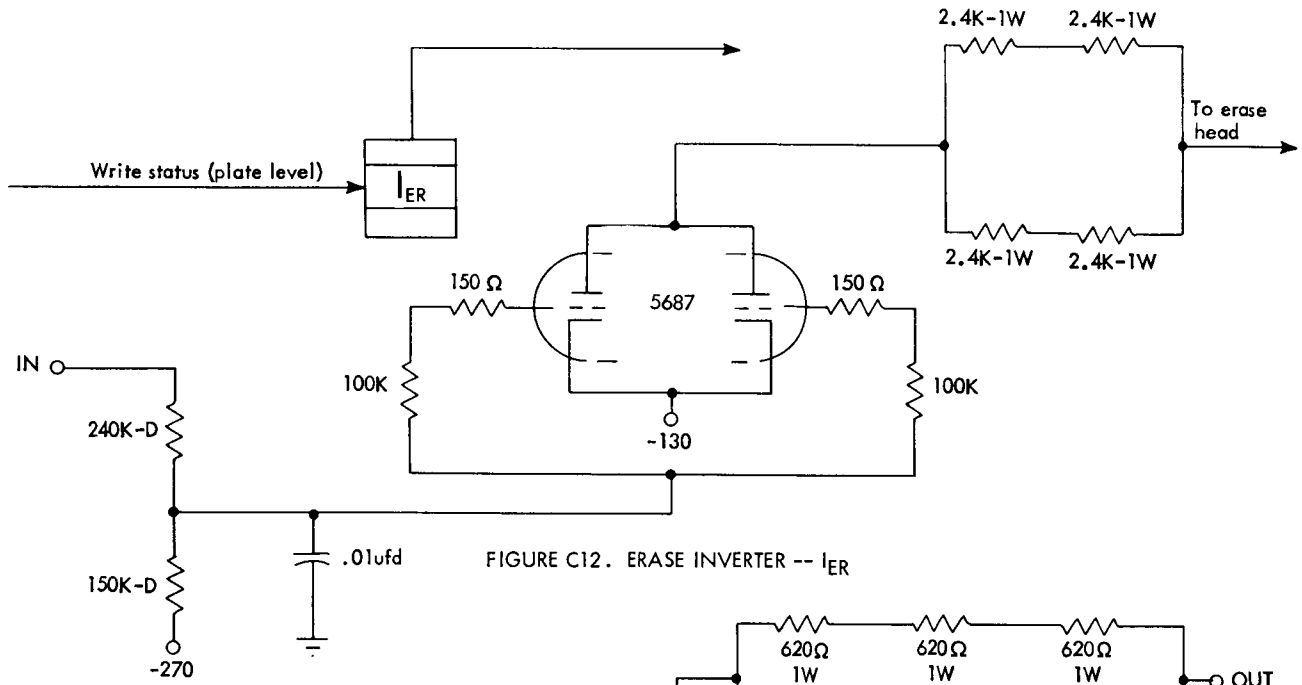 2.4K-1W 2.4K-1W
To erase
head
Write status (plate level)
IER
2.4K-1W 2.4K-1W
150 Ω 5687 150 Ω
IN
100K 100K
240K-D
-130
.01ufd
FIGURE C12. ERASE INVERTER -- IER
150K-D
-270
620Ω 620Ω 620Ω
1W 1W 1W
OUT